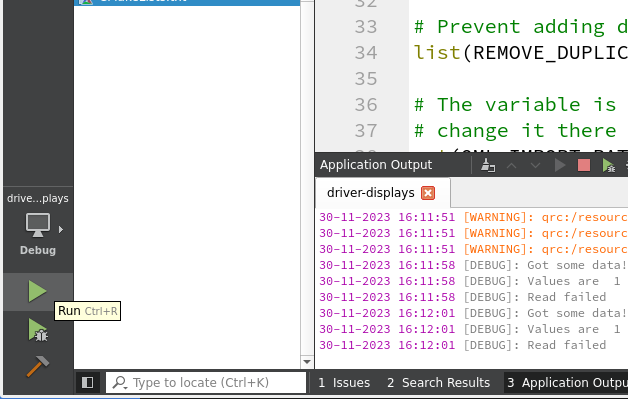 32
33 # Prevent adding d
34 list(REMOVE_DUPLIC
35
36 # The variable is
37 # change it there
Application Output
driver-displays
drive...plays
Debug
Run Ctrl+R
30-11-2023 16:11:51 [WARNING]: qrc:/resourc
30-11-2023 16:11:51 [WARNING]: qrc:/resourc
30-11-2023 16:11:51 [WARNING]: qrc:/resourc
30-11-2023 16:11:58 [DEBUG]: Got some data!
30-11-2023 16:11:58 [DEBUG]: Values are 1
30-11-2023 16:11:58 [DEBUG]: Read failed
30-11-2023 16:12:01 [DEBUG]: Got some data!
30-11-2023 16:12:01 [DEBUG]: Values are 1
30-11-2023 16:12:01 [DEBUG]: Read failed
Type to locate (Ctrl+K)
1 Issues
2 Search Results
3 Application Outpu